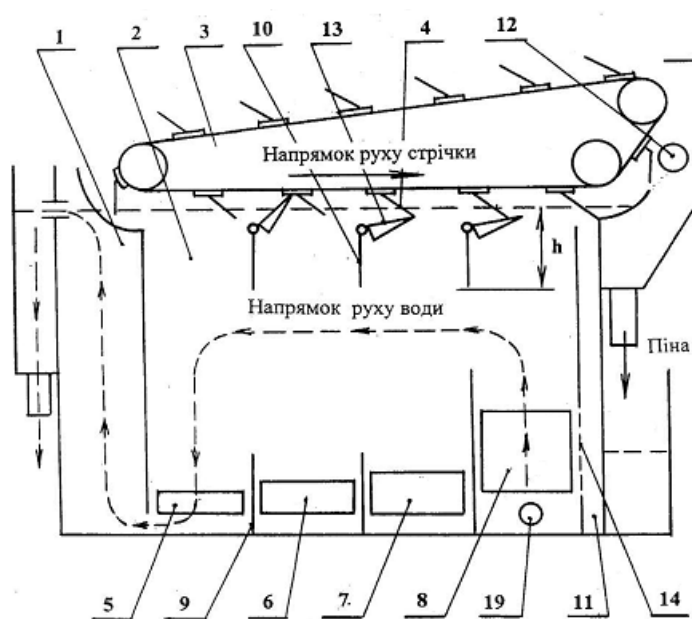 1 2 3 10 13 4 12
Напрямок руху стрічки
h
Напрямок руху води
Піна
5 9 6 7 8 19 11 14